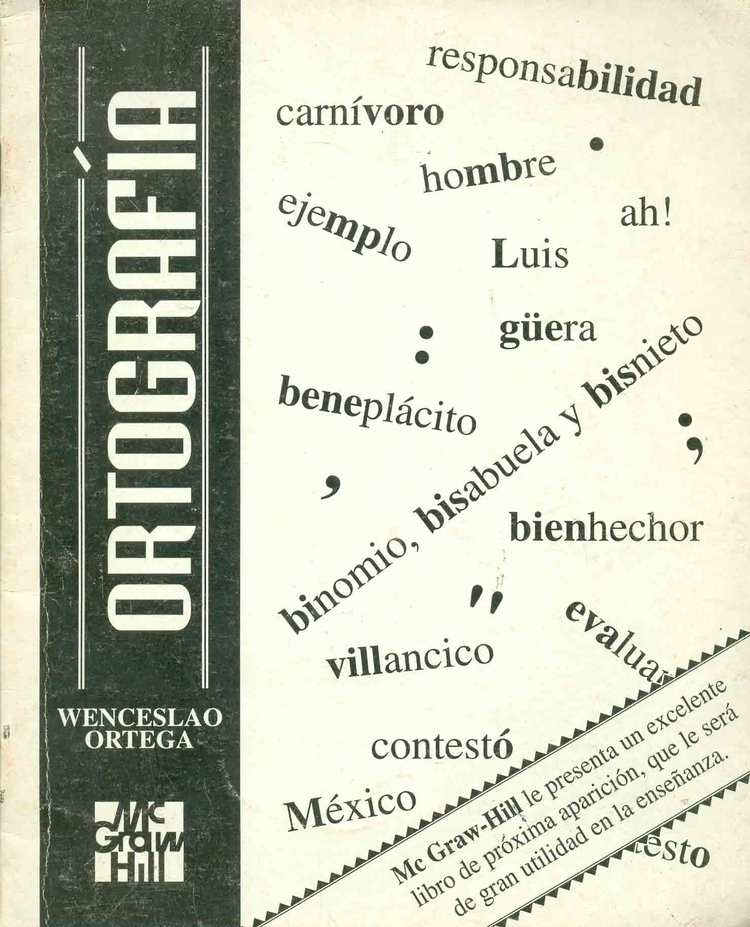 ORTOGRAFÍA
WENCESLAO
ORTEGA
Mc
Graw
Hill
responsabilidad
carnívoro
hombre
.
ejemplo
ah!
Luis
:
güera
beneplácito
;
,
binomio, bisabuela y bisnieto
bienhechor
"
evaluar
villancico
contestó
México
Mc Graw-Hill le presenta un excelente
libro de próxima aparición, que le será
de gran utilidad en la enseñanza.